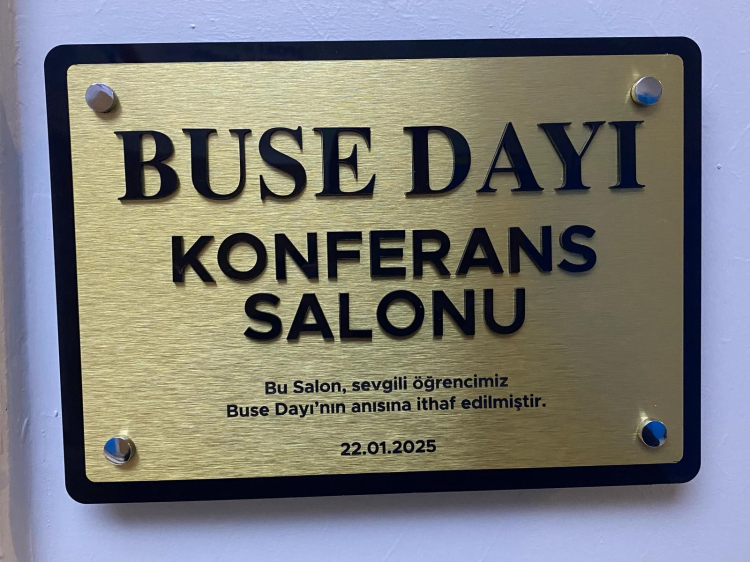 BUSE DAYI
KONFERANS
SALONU
Bu Salon, sevgili öğrencimiz
Buse Dayı'nın anısına ithaf edilmiştir.
22.01.2025